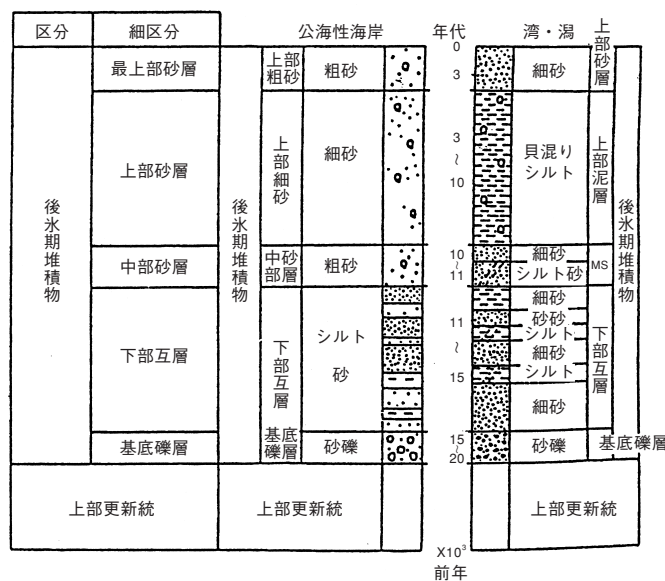 区分 細区分 公海性海岸 年代 湾・潟 上部砂層
0
最上部砂層 上部粗砂 粗砂 3 細砂
後氷期堆積物 上部砂層 後氷期堆積物 上部細砂 細砂 3～10 貝混りシルト 上部泥層 後氷期堆積物
中部砂層 中砂部層 粗砂 10～11 細砂 シルト砂 MS
下部互層 下部互層 シルト 砂 11～15 細砂 砂砂 シルト 細砂 シルト 細砂 下部互層
基底礫層 基底礫層 砂礫 15～20 砂礫 基底礫層
上部更新統 上部更新統 上部更新統
X10³
前年